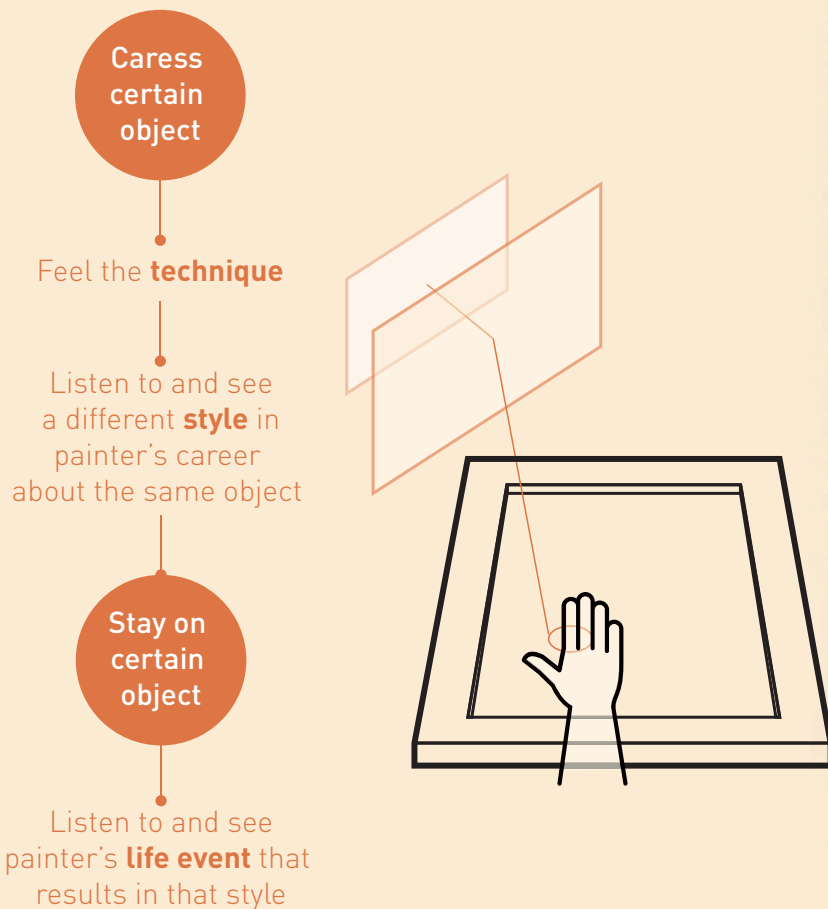 Caress
certain
object
Feel the technique
Listen to and see
a different style in
painter's career
about the same object
Stay on
certain
object
Listen to and see
painter's life event that
results in that style